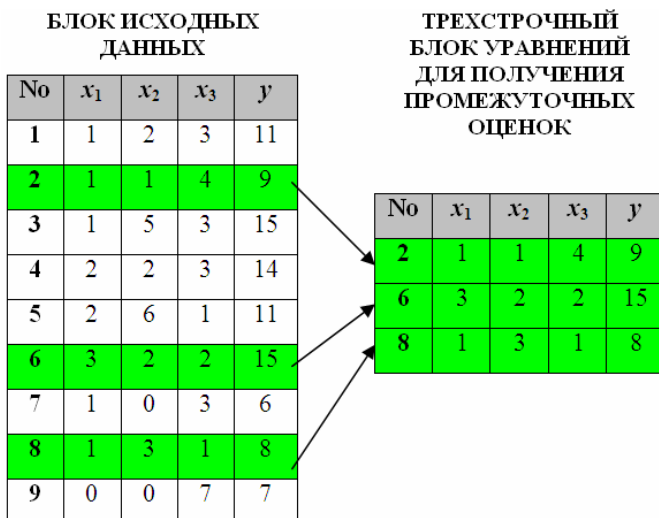 БЛОК ИСХОДНЫХ
ДАННЫХ
No x1 x2 x3 y
1 1 2 3 11
2 1 1 4 9
3 1 5 3 15
4 2 2 3 14
5 2 6 1 11
6 3 2 2 15
7 1 0 3 6
8 1 3 1 8
9 0 0 7 7
ТРЕХСТРОЧНЫЙ
БЛОК УРАВНЕНИЙ
ДЛЯ ПОЛУЧЕНИЯ
ПРОМЕЖУТОЧНЫХ
ОЦЕНОК
No x1 x2 x3 y
2 1 1 4 9
6 3 2 2 15
8 1 3 1 8